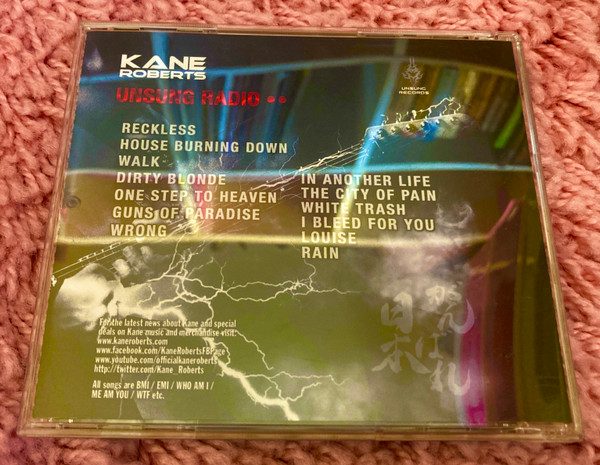 KANE
ROBERTS
UNSUNG RADIO
UNSUNG
RECORDS
RECKLESS
HOUSE BURNING DOWN
WALK
DIRTY BLONDE
ONE STEP TO HEAVEN
GUNS OF PARADISE
WRONG
IN ANOTHER LIFE
THE CITY OF PAIN
WHITE TRASH
I BLEED FOR YOU
LOUISE
RAIN
For the latest news about Kane and special
deals on Kane music and merchandise visit:
www.kaneroberts.com
www.facebook.com/KaneRobertsFBPage
www.youtube.com/officialkaneroberts
http://twitter.com/Kane_Roberts
All songs are BMI / EMI / WHO AM I /
ME AM YOU / WTF etc.
日本